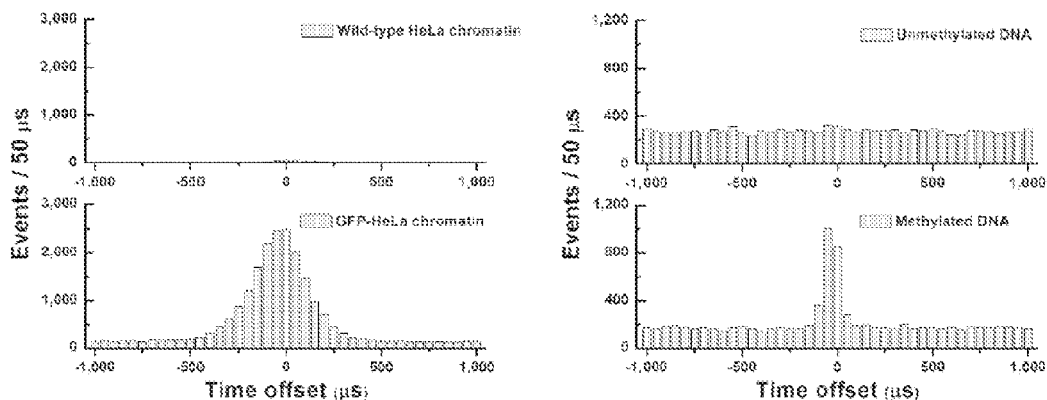 3,000
Wild-type HeLa chromatin
2,000
1,000
0
-1,000 -500 0 500 1,000
3,000
GFP-HeLa chromatin
2,000
1,000
0
-1,000 -500 0 500 1,000
Events / 50 µs
Time offset (µs)
1,200
Unmethylated DNA
800
400
0
-1,000 -500 0 500 1,000
1,200
Methylated DNA
800
400
0
-1,000 -500 0 500 1,000
Events / 50 µs
Time offset (µs)